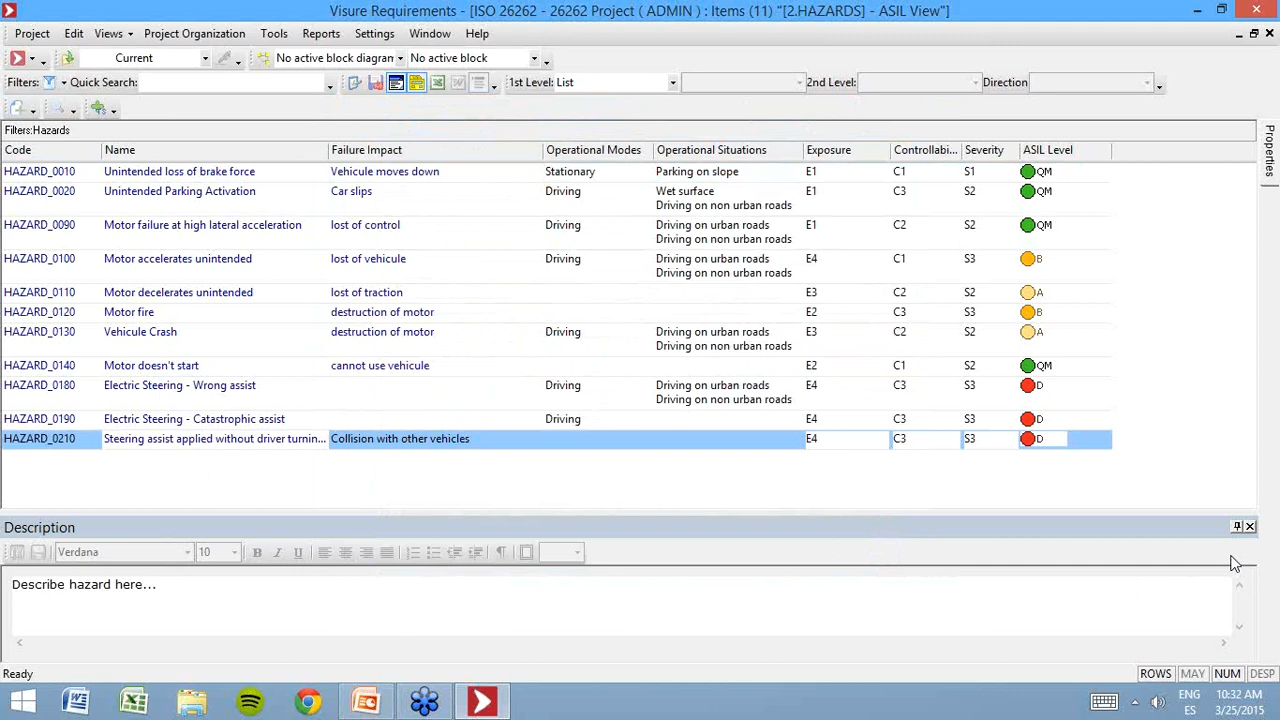 Visure Requirements - [ISO 26262 - 26262 Project ( ADMIN ) : Items (11) "[2.HAZARDS] - ASIL View"]
Project Edit Views Project Organization Tools Reports Settings Window Help
Current No active block diagram No active block
Filters: Quick Search: 1st Level: List 2nd Level: Direction
Filters:Hazards
Properties
Code Name Failure Impact Operational Modes Operational Situations Exposure Controllabi... Severity ASIL Level
HAZARD_0010 Unintended loss of brake force Vehicule moves down Stationary Parking on slope E1 C1 S1 QM
HAZARD_0020 Unintended Parking Activation Car slips Driving Wet surface E1 C3 S2 QM
Driving on non urban roads
HAZARD_0090 Motor failure at high lateral acceleration lost of control Driving Driving on urban roads E1 C2 S2 QM
Driving on non urban roads
HAZARD_0100 Motor accelerates unintended lost of vehicule Driving Driving on urban roads E4 C1 S3 B
Driving on non urban roads
HAZARD_0110 Motor decelerates unintended lost of traction E3 C2 S2 A
HAZARD_0120 Motor fire destruction of motor E2 C3 S3 B
HAZARD_0130 Vehicule Crash destruction of motor Driving Driving on urban roads E3 C2 S2 A
Driving on non urban roads
HAZARD_0140 Motor doesn't start cannot use vehicule E2 C1 S2 QM
HAZARD_0180 Electric Steering - Wrong assist Driving Driving on urban roads E4 C3 S3 D
Driving on non urban roads
HAZARD_0190 Electric Steering - Catastrophic assist Driving E4 C3 S3 D
HAZARD_0210 Steering assist applied without driver turnin... Collision with other vehicles E4 C3 S3 D
Description
Verdana 10 B I U
Describe hazard here...
Ready ROWS MAY NUM DESP
ENG 10:32 AM
ES 3/25/2015